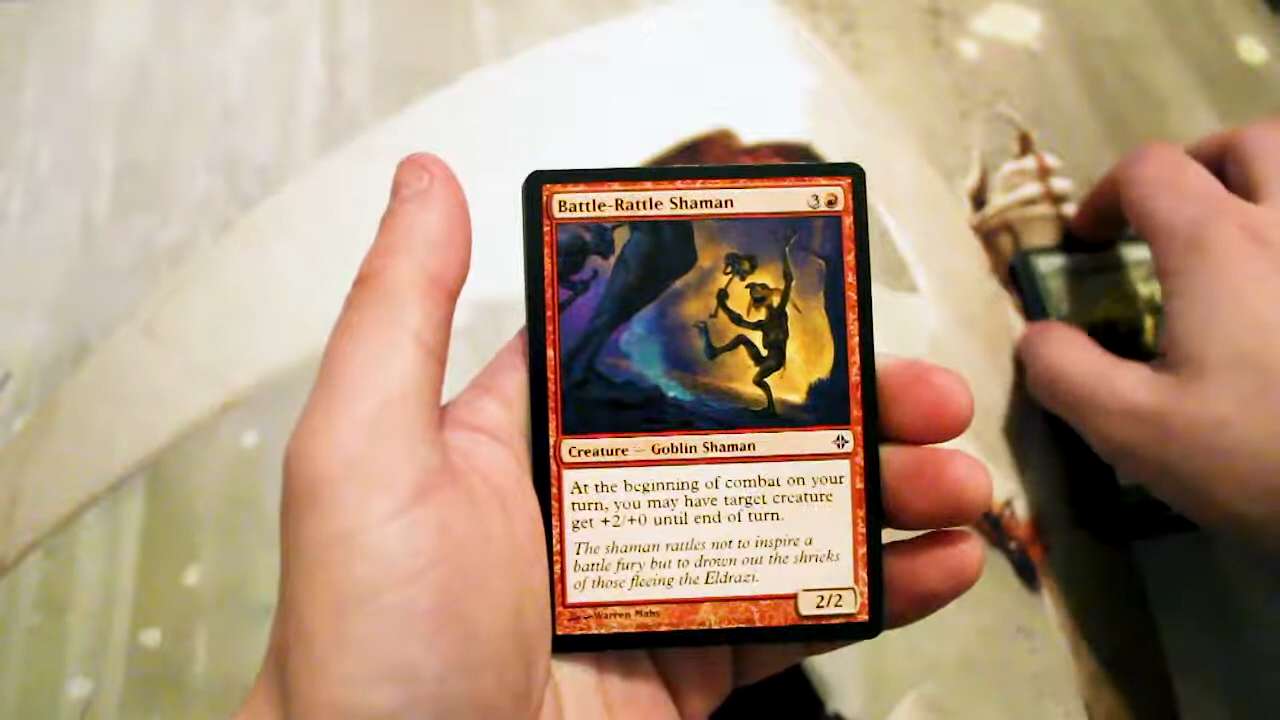 Battle-Rattle Shaman 3
Creature — Goblin Shaman
At the beginning of combat on your
turn, you may have target creature
get +2/+0 until end of turn.
The shaman rattles not to inspire a
battle fury but to drown out the shrieks
of those fleeing the Eldrazi.
2/2
Warren Mahy